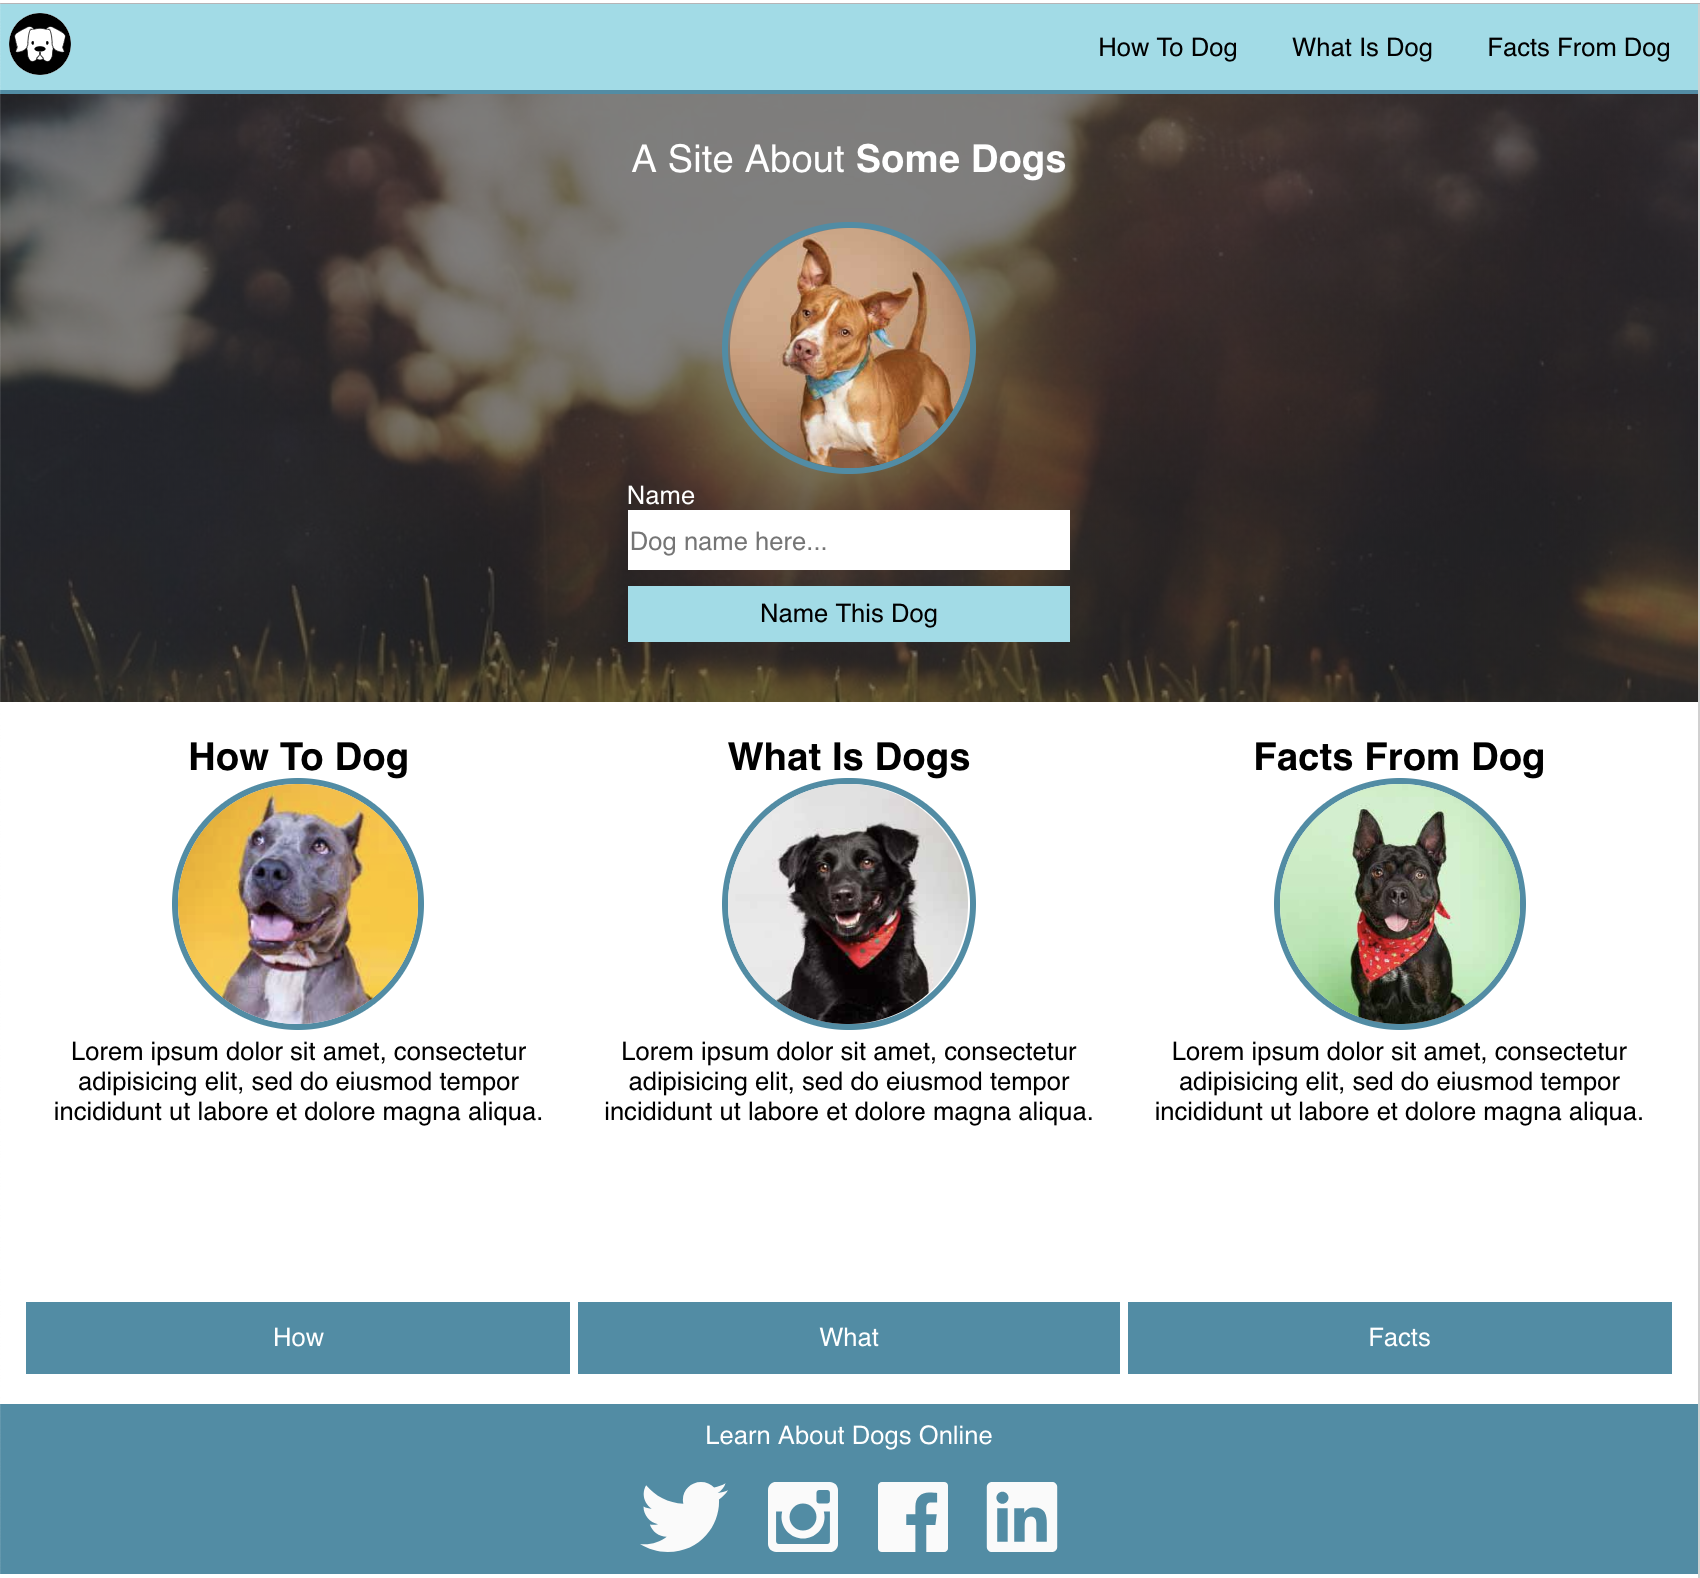 How To Dog
What Is Dog
Facts From Dog
A Site About Some Dogs
Name
Dog name here...
Name This Dog
How To Dog
Lorem ipsum dolor sit amet, consectetur
adipisicing elit, sed do eiusmod tempor
incididunt ut labore et dolore magna aliqua.
What Is Dogs
Lorem ipsum dolor sit amet, consectetur
adipisicing elit, sed do eiusmod tempor
incididunt ut labore et dolore magna aliqua.
Facts From Dog
Lorem ipsum dolor sit amet, consectetur
adipisicing elit, sed do eiusmod tempor
incididunt ut labore et dolore magna aliqua.
How
What
Facts
Learn About Dogs Online